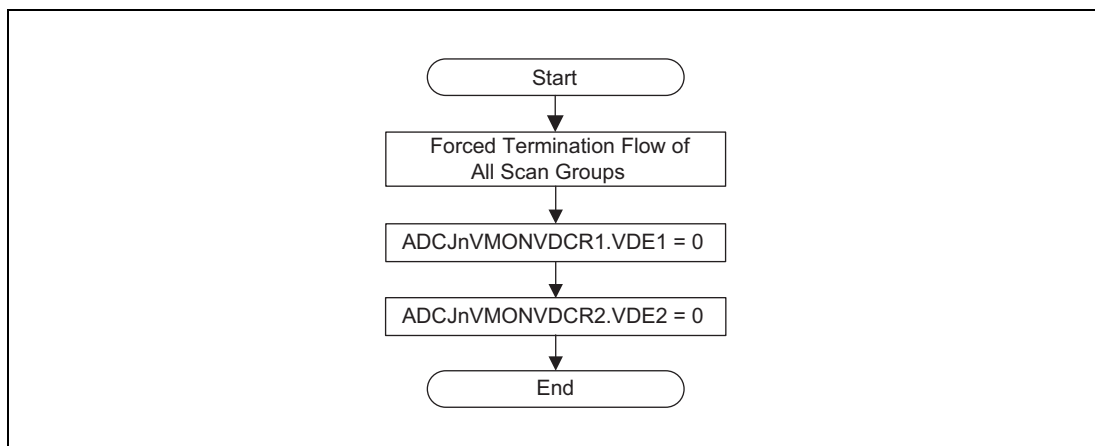 Start
Forced Termination Flow of
All Scan Groups
ADCJnVMONVDCR1.VDE1 = 0
ADCJnVMONVDCR2.VDE2 = 0
End